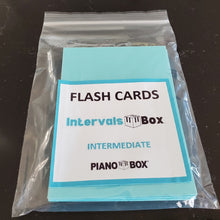 FLASH CARDS
Intervals Box
INTERMEDIATE
PIANO BOX